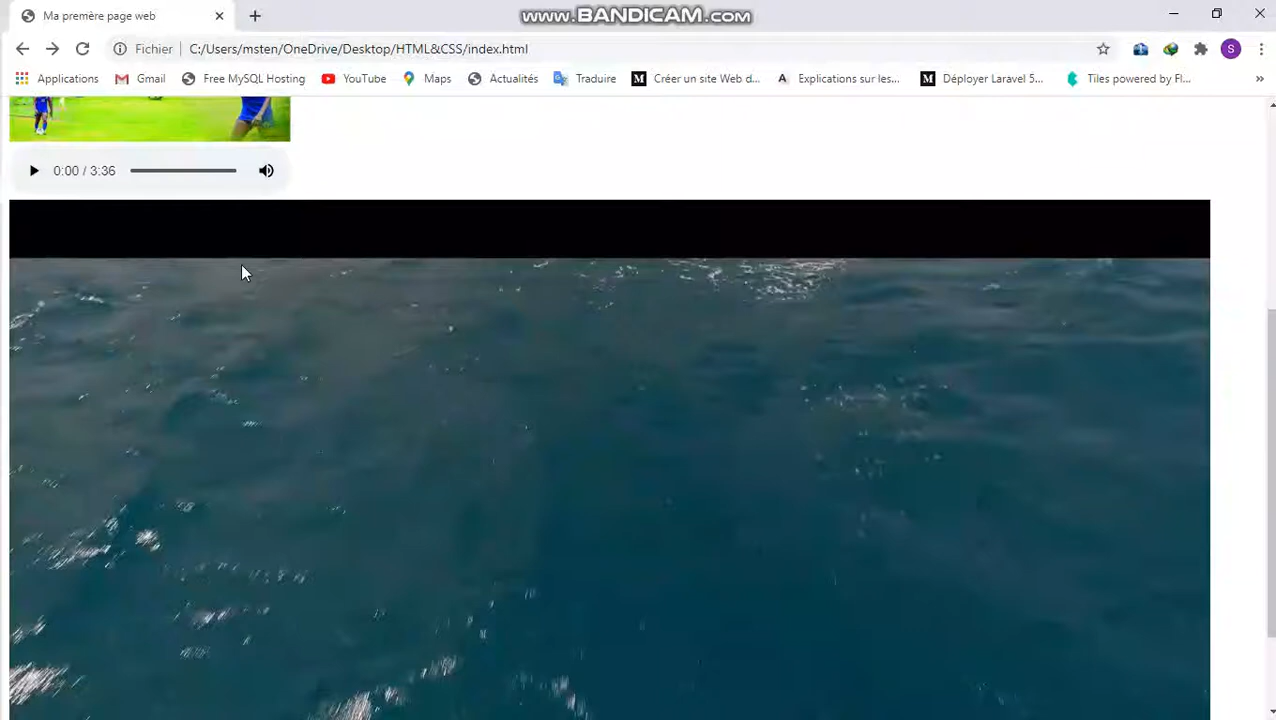 www.BANDICAM.com
Ma premère page web
Fichier C:/Users/msten/OneDrive/Desktop/HTML&CSS/index.html
S
Applications Gmail Free MySQL Hosting YouTube Maps Actualités Traduire Créer un site Web d... Explications sur les... Déployer Laravel 5... Tiles powered by Fl...
0:00 / 3:36